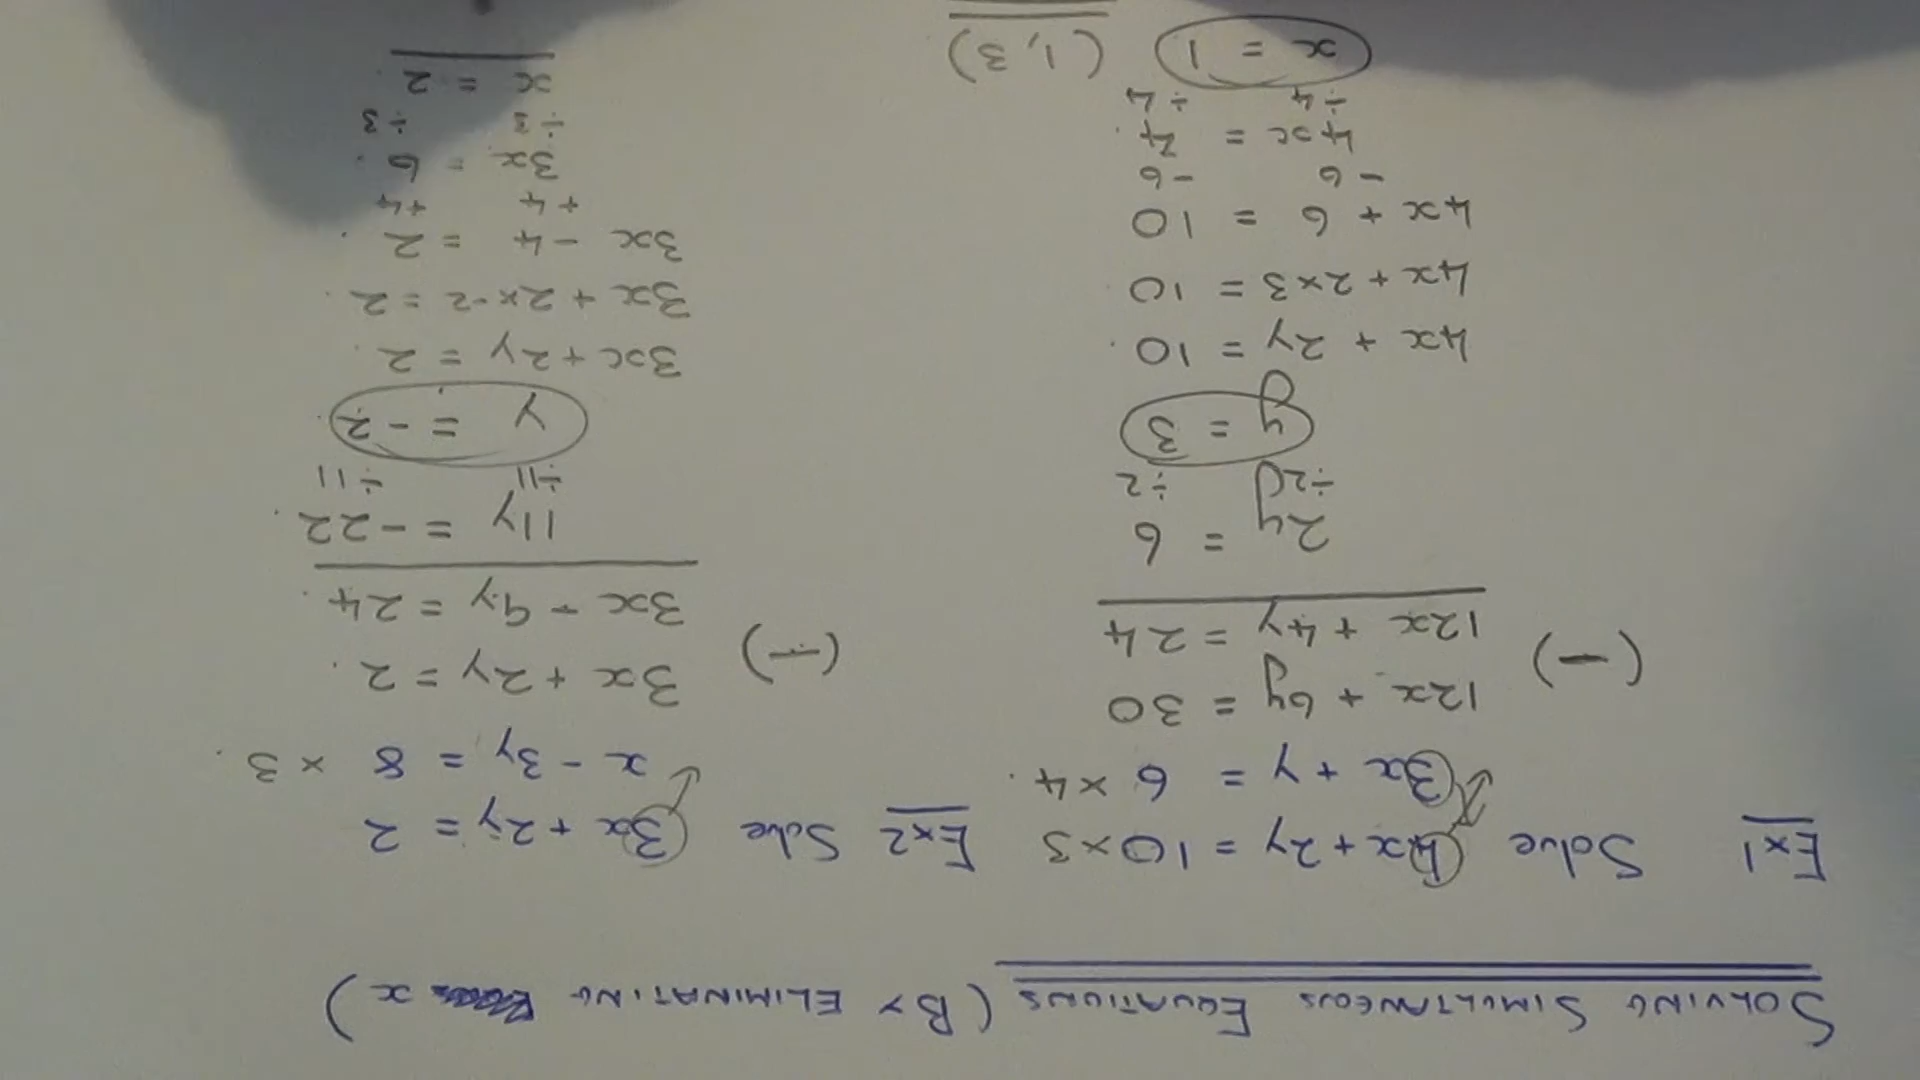 SOLVING SIMULTANEOUS EQUATIONS (BY ELIMINATING x)
Ex1 Solve 4x + 2y = 10 ×3
3x + y = 6 ×4
(-)
12x + 6y = 30
12x + 4y = 24
2y = 6
÷2 ÷2
y = 3
4x + 2y = 10
4x + 2×3 = 10
4x + 6 = 10
-6 -6
4x = 4
÷4 ÷4
x = 1 (1,3)
Ex2 Solve 3x + 2y = 2
x - 3y = 8 ×3
(-)
3x + 2y = 2
3x - 9y = 24
11y = -22
÷11 ÷11
y = -2
3x + 2y = 2
3x + 2×-2 = 2
3x - 4 = 2
+4 +4
3x = 6
÷3 ÷3
x = 2